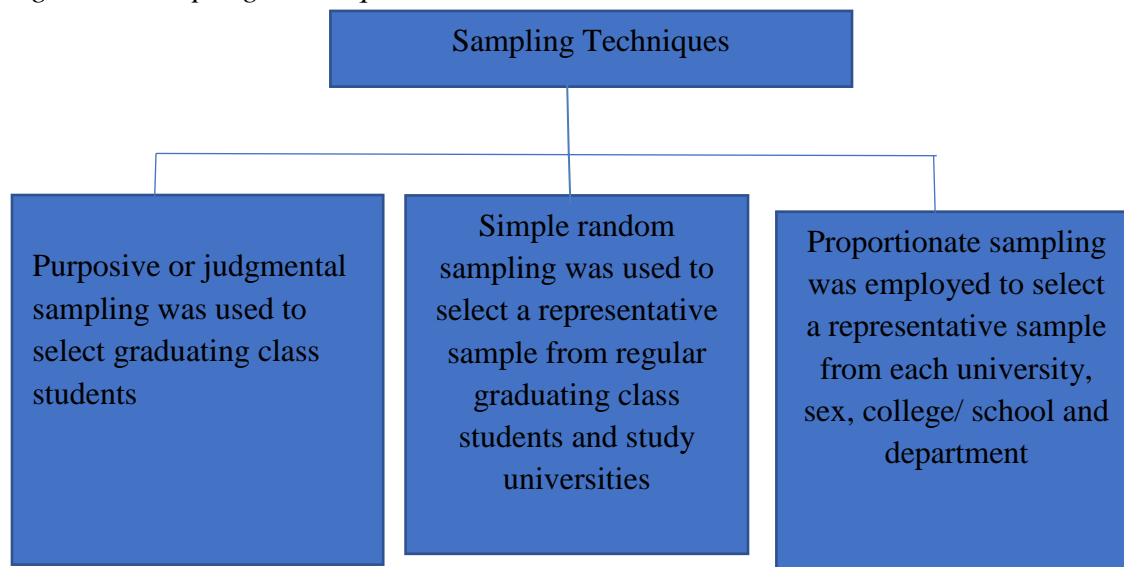 Sampling Techniques
Purposive or judgmental
sampling was used to
select graduating class
students
Simple random
sampling was used to
select a representative
sample from regular
graduating class
students and study
universities
Proportionate sampling
was employed to select
a representative sample
from each university,
sex, college/ school and
department